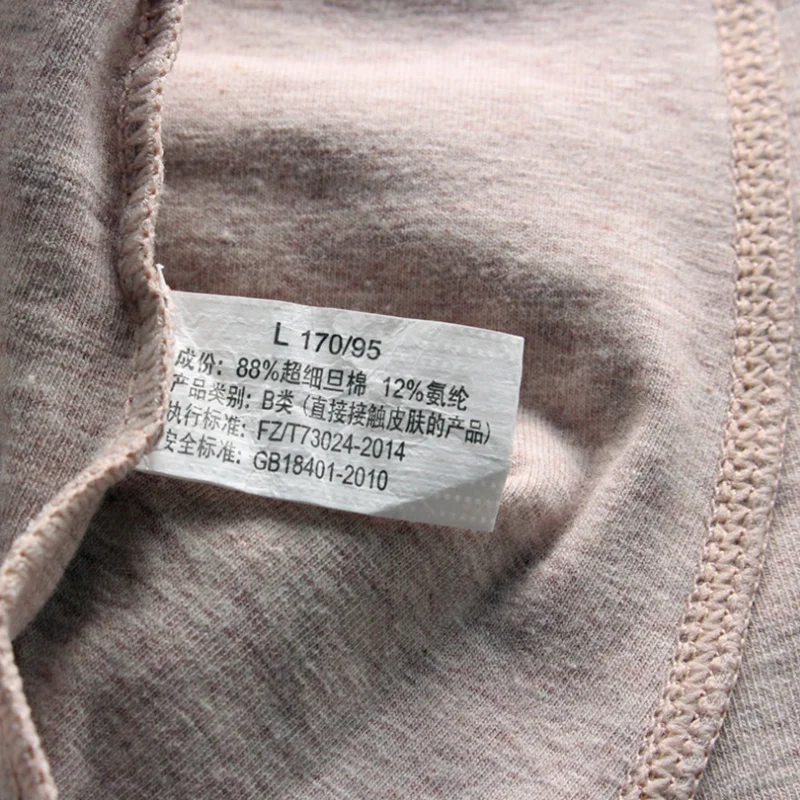 L 170/95
成份: 88%超细旦棉 12%氨纶
产品类别: B类 (直接接触皮肤的产品)
执行标准: FZ/T73024-2014
安全标准: GB18401-2010